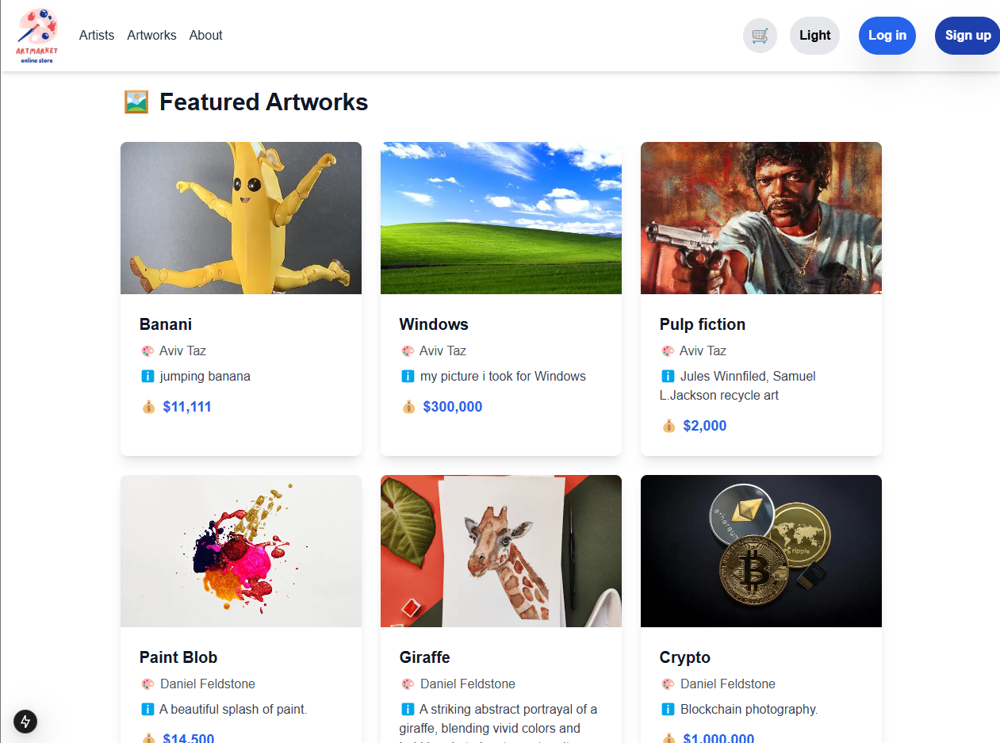 ARTMARKET
online store
Artists Artworks About
Light Log in Sign up
Featured Artworks
Banani
Aviv Taz
jumping banana
$11,111
Windows
Aviv Taz
my picture i took for Windows
$300,000
Pulp fiction
Aviv Taz
Jules Winnfiled, Samuel
L.Jackson recycle art
$2,000
ethereum
ripple
Paint Blob
Daniel Feldstone
A beautiful splash of paint.
$14,500
Giraffe
Daniel Feldstone
A striking abstract portrayal of a
giraffe, blending vivid colors and
Crypto
Daniel Feldstone
Blockchain photography.
$1,000,000